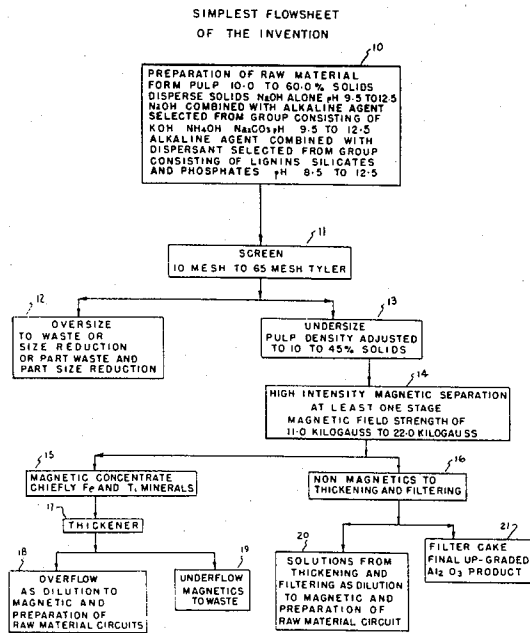 SIMPLEST FLOWSHEET
OF THE INVENTION
10
PREPARATION OF RAW MATERIAL
FORM PULP 10.0 TO 60.0% SOLIDS
DISPERSE SOLIDS NaOH ALONE pH 9.5 TO 12.5
NaOH COMBINED WITH ALKALINE AGENT
SELECTED FROM GROUP CONSISTING OF
KOH NH4OH Na2CO3 pH 9.5 TO 12.5
ALKALINE AGENT COMBINED WITH
DISPERSANT SELECTED FROM GROUP
CONSISTING OF LIGNINS SILICATES
AND PHOSPHATES pH 8.5 TO 12.5
11
SCREEN
10 MESH TO 65 MESH TYLER
12
OVERSIZE
TO WASTE OR
SIZE REDUCTION
OR PART WASTE AND
PART SIZE REDUCTION
13
UNDERSIZE
PULP DENSITY ADJUSTED
TO 10 TO 45% SOLIDS
14
HIGH INTENSITY MAGNETIC SEPARATION
AT LEAST ONE STAGE
MAGNETIC FIELD STRENGTH OF
11.0 KILOGAUSS TO 22.0 KILOGAUSS
15
MAGNETIC CONCENTRATE
CHIEFLY Fe AND Ti MINERALS
16
NON MAGNETICS TO
THICKENING AND FILTERING
17
THICKENER
18
OVERFLOW
AS DILUTION TO
MAGNETIC AND
PREPARATION OF
RAW MATERIAL CIRCUITS
19
UNDERFLOW
MAGNETICS
TO WASTE
20
SOLUTIONS FROM
THICKENING AND
FILTERING AS DILUTION
TO MAGNETIC AND
PREPARATION OF
RAW MATERIAL CIRCUIT
21
FILTER CAKE
FINAL UP-GRADED
Al2 O3 PRODUCT